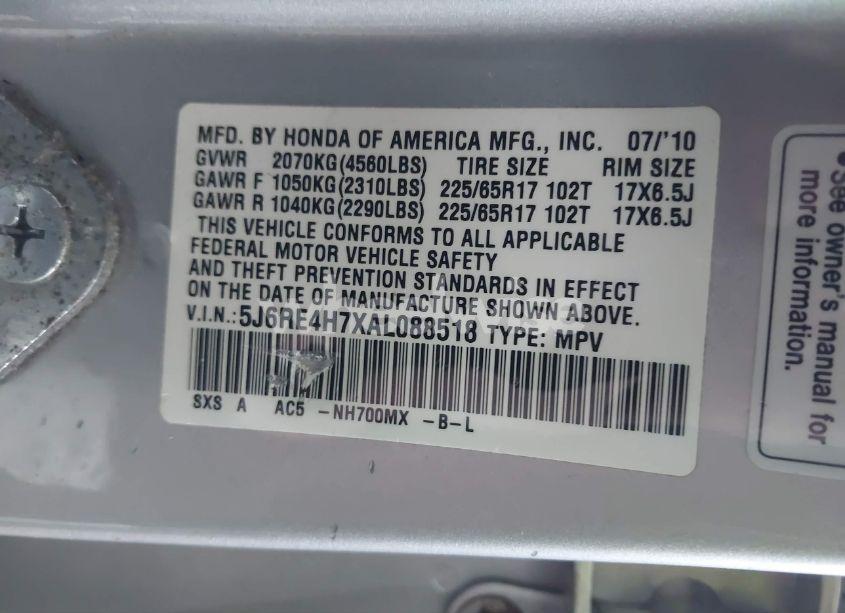 MFD. BY HONDA OF AMERICA MFG., INC. 07/'10
GVWR 2070KG(4560LBS) TIRE SIZE RIM SIZE
GAWR F 1050KG(2310LBS) 225/65R17 102T 17X6.5J
GAWR R 1040KG(2290LBS) 225/65R17 102T 17X6.5J
THIS VEHICLE CONFORMS TO ALL APPLICABLE
FEDERAL MOTOR VEHICLE SAFETY
AND THEFT PREVENTION STANDARDS IN EFFECT
ON THE DATE OF MANUFACTURE SHOWN ABOVE.
V.I.N.:5J6RE4H7XAL088518 TYPE: MPV
SXS A AC5 -NH700MX -B-L
•See owner's manual for
more information.